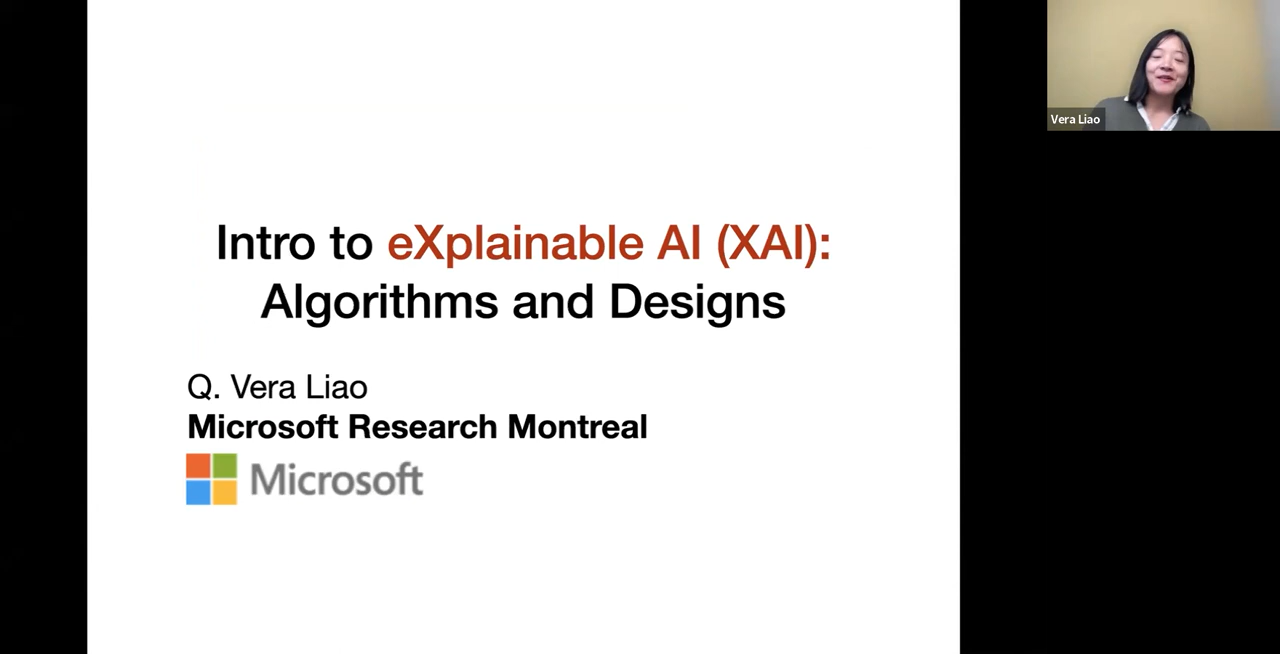 Intro to eXplainable AI (XAI):
Algorithms and Designs
Q. Vera Liao
Microsoft Research Montreal
Microsoft
Vera Liao